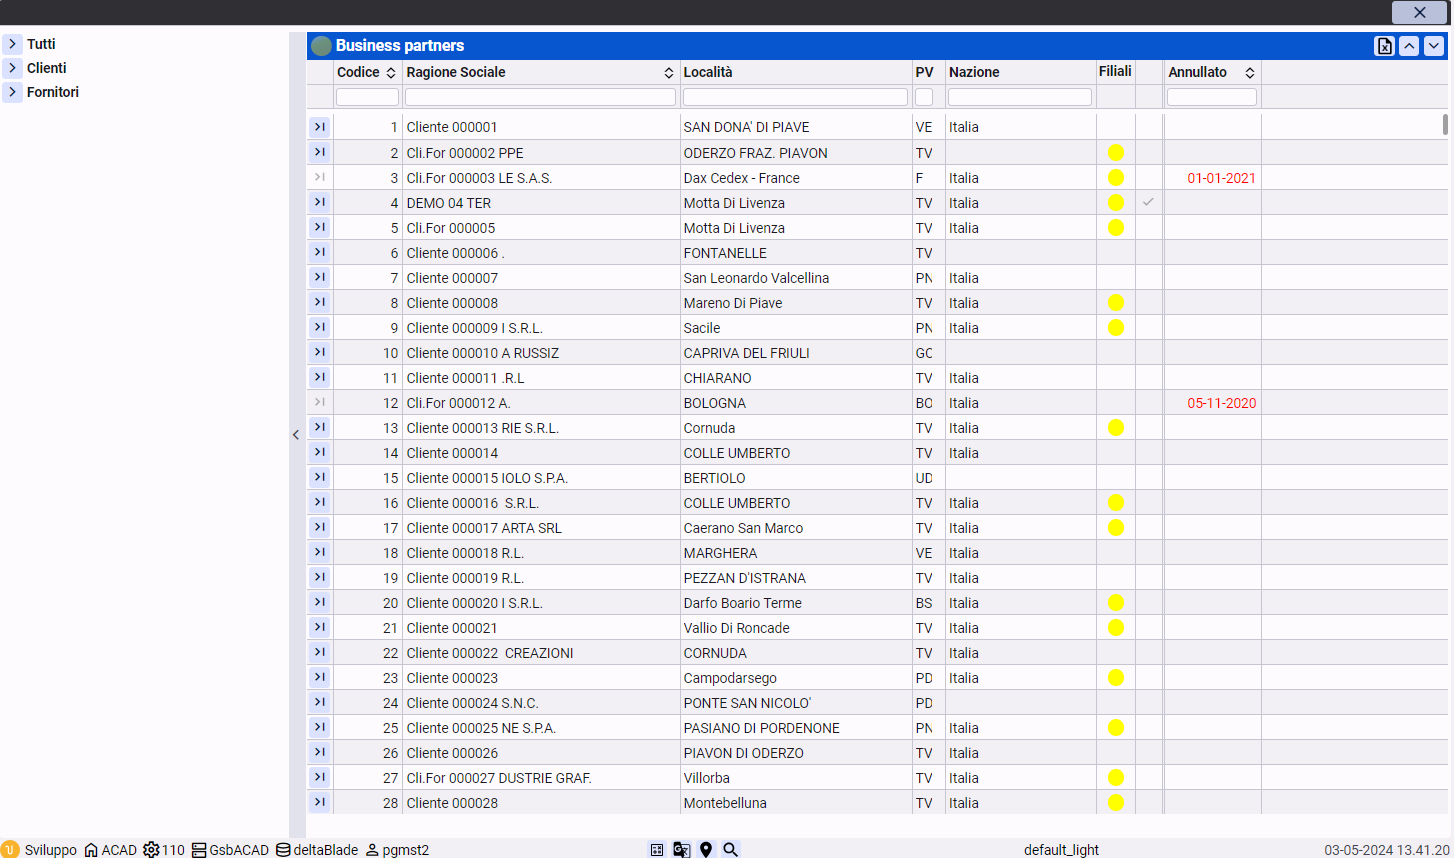 Tutti
Clienti
Fornitori
Business partners
Codice Ragione Sociale Località PV Nazione Filiali Annullato
1 Cliente 000001 SAN DONA' DI PIAVE VE Italia
2 Cli.For 000002 PPE ODERZO FRAZ. PIAVON TV
3 Cli.For 000003 LE S.A.S. Dax Cedex - France F Italia 01-01-2021
4 DEMO 04 TER Motta Di Livenza TV Italia
5 Cli.For 000005 Motta Di Livenza TV Italia
6 Cliente 000006 . FONTANELLE TV
7 Cliente 000007 San Leonardo Valcellina PN Italia
8 Cliente 000008 Mareno Di Piave TV Italia
9 Cliente 000009 I S.R.L. Sacile PN Italia
10 Cliente 000010 A RUSSIZ CAPRIVA DEL FRIULI GO
11 Cliente 000011 .R.L CHIARANO TV Italia
12 Cli.For 000012 A. BOLOGNA BO Italia 05-11-2020
13 Cliente 000013 RIE S.R.L. Cornuda TV Italia
14 Cliente 000014 COLLE UMBERTO TV Italia
15 Cliente 000015 IOLO S.P.A. BERTIOLO UD
16 Cliente 000016 S.R.L. COLLE UMBERTO TV Italia
17 Cliente 000017 ARTA SRL Caerano San Marco TV Italia
18 Cliente 000018 R.L. MARGHERA VE Italia
19 Cliente 000019 R.L. PEZZAN D'ISTRANA TV Italia
20 Cliente 000020 I S.R.L. Darfo Boario Terme BS Italia
21 Cliente 000021 Vallio Di Roncade TV Italia
22 Cliente 000022 CREAZIONI CORNUDA TV Italia
23 Cliente 000023 Campodarsego PD Italia
24 Cliente 000024 S.N.C. PONTE SAN NICOLO' PD
25 Cliente 000025 NE S.P.A. PASIANO DI PORDENONE PN Italia
26 Cliente 000026 PIAVON DI ODERZO TV Italia
27 Cli.For 000027 DUSTRIE GRAF. Villorba TV Italia
28 Cliente 000028 Montebelluna TV Italia
Sviluppo ACAD 110 GsbACAD deltaBlade pgmst2 default_light 03-05-2024 13.41.20